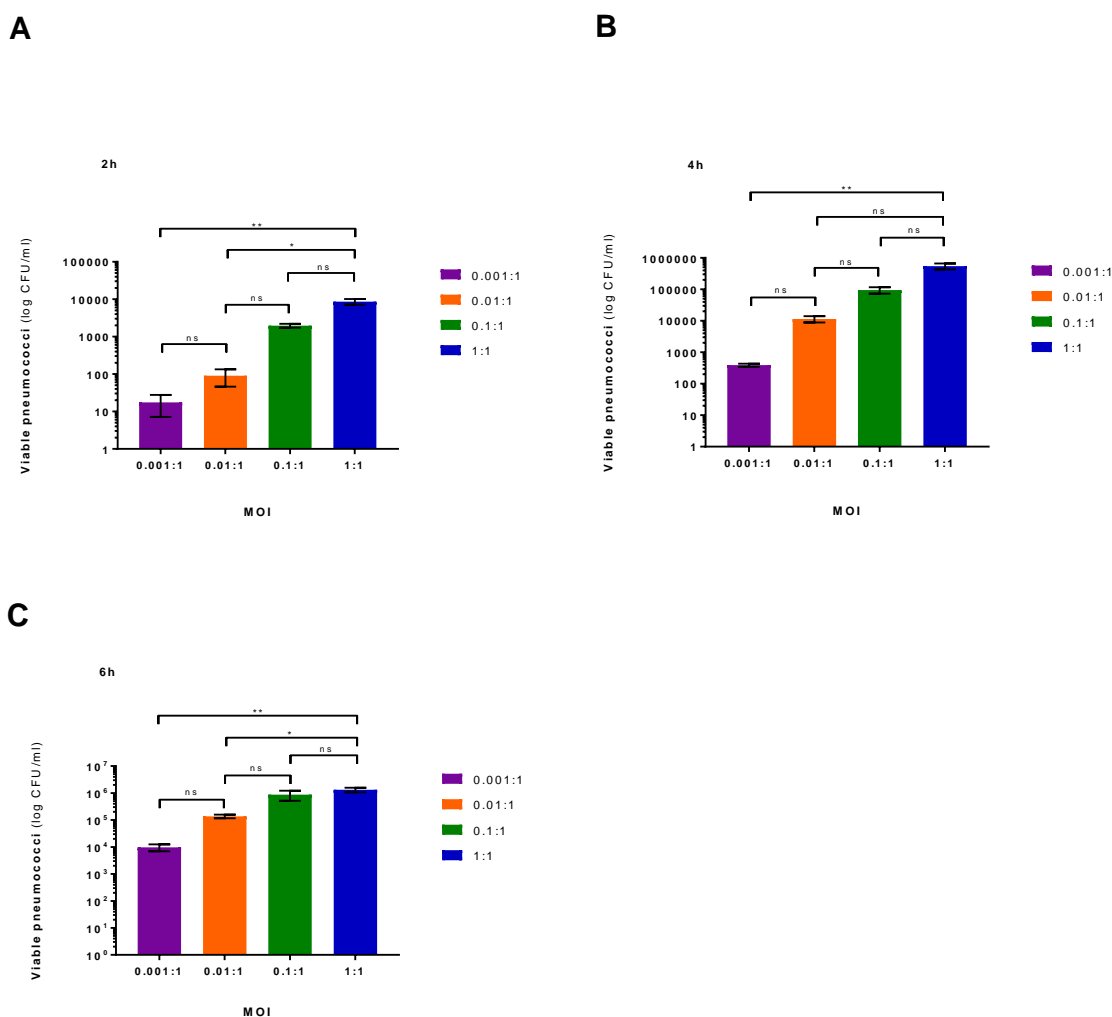 A
2h
**
*
ns
ns
ns
Viable pneumococci (log CFU/ml)
100000
10000
1000
100
10
1
0.001:1 0.01:1 0.1:1 1:1
MOI
0.001:1
0.01:1
0.1:1
1:1
B
4h
**
ns
ns
ns
ns
Viable pneumococci (log CFU/ml)
1000000
100000
10000
1000
100
10
1
0.001:1 0.01:1 0.1:1 1:1
MOI
0.001:1
0.01:1
0.1:1
1:1
C
6h
**
*
ns
ns
ns
Viable pneumococci (log CFU/ml)
10⁷
10⁶
10⁵
10⁴
10³
10²
10¹
10⁰
0.001:1 0.01:1 0.1:1 1:1
MOI
0.001:1
0.01:1
0.1:1
1:1